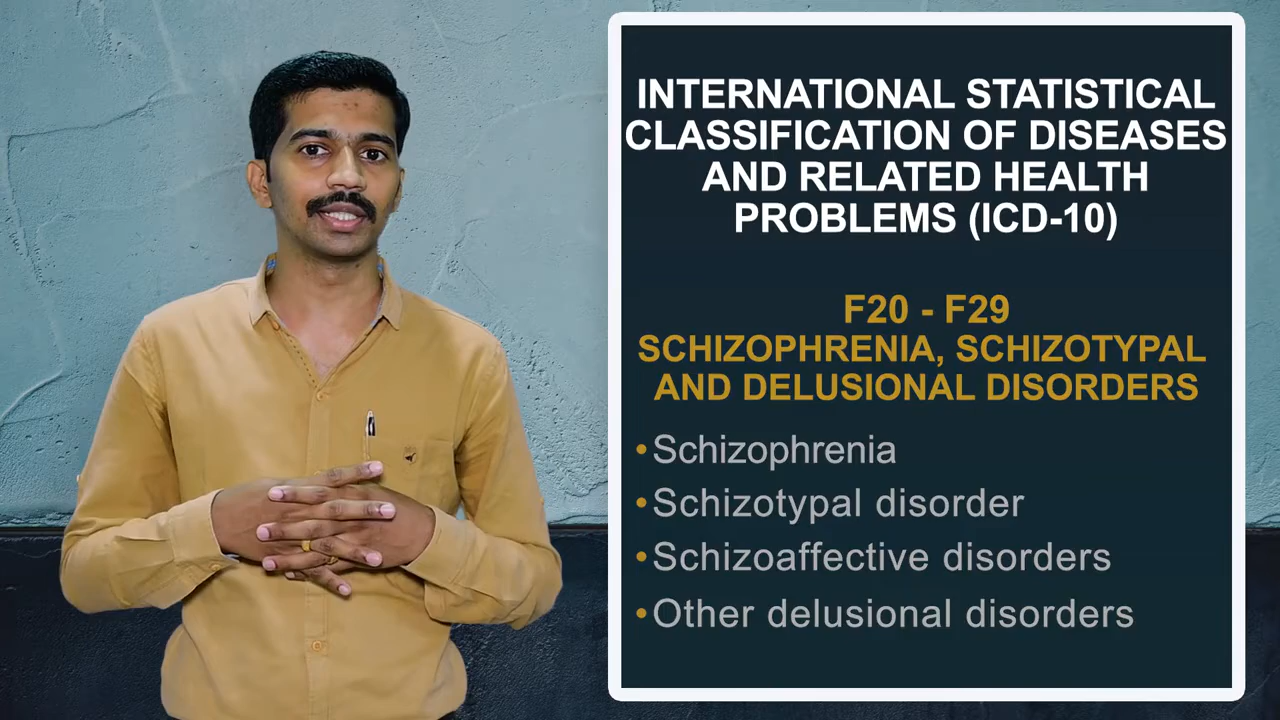 INTERNATIONAL STATISTICAL
CLASSIFICATION OF DISEASES
AND RELATED HEALTH
PROBLEMS (ICD-10)
F20 - F29
SCHIZOPHRENIA, SCHIZOTYPAL
AND DELUSIONAL DISORDERS
•Schizophrenia
•Schizotypal disorder
•Schizoaffective disorders
•Other delusional disorders